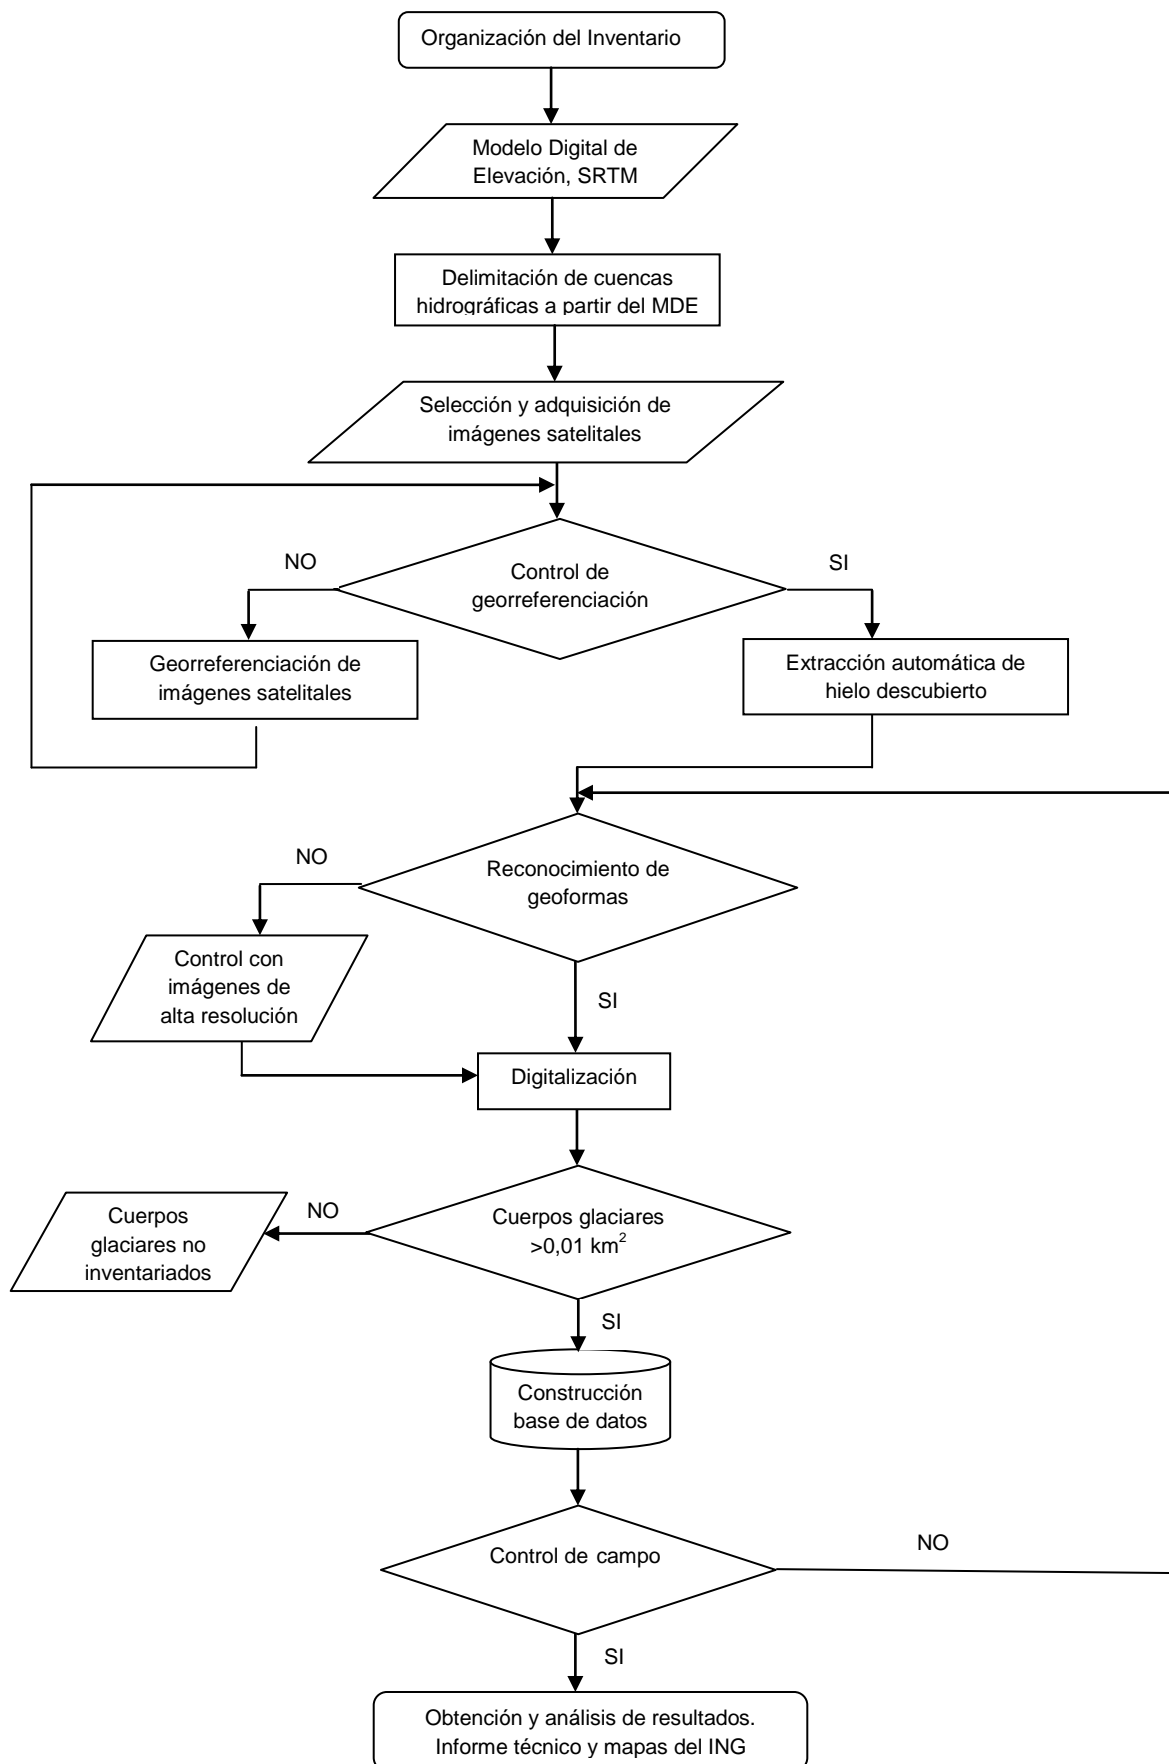 Organización del Inventario
Modelo Digital de
Elevación, SRTM
Delimitación de cuencas
hidrográficas a partir del MDE
Selección y adquisición de
imágenes satelitales
NO
SI
Control de
georreferenciación
Georreferenciación de
imágenes satelitales
Extracción automática de
hielo descubierto
NO
Reconocimiento de
geoformas
Control con
imágenes de
alta resolución
SI
Digitalización
NO
Cuerpos
glaciares no
inventariados
Cuerpos glaciares
>0,01 km²
SI
Construcción
base de datos
Control de campo
NO
SI
Obtención y análisis de resultados.
Informe técnico y mapas del ING